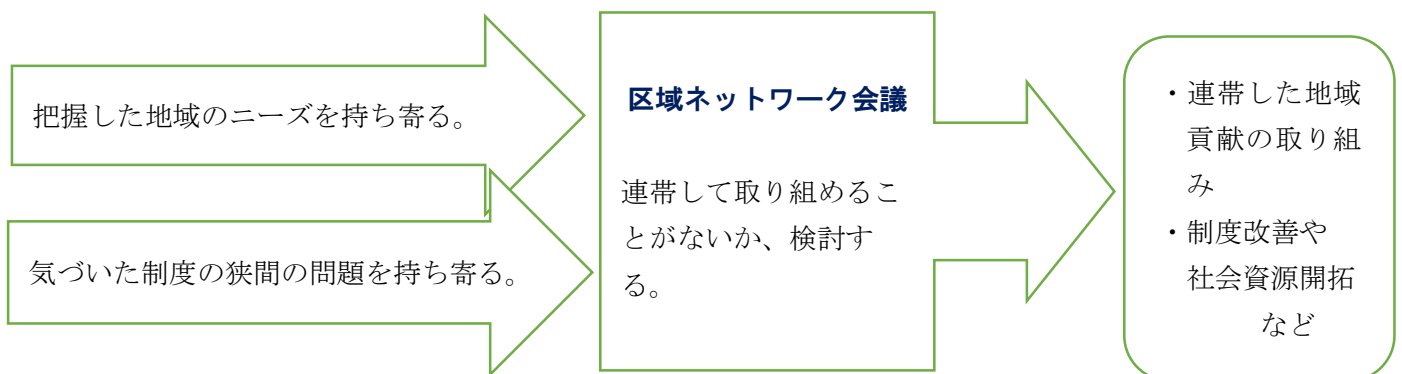 把握した地域のニーズを持ち寄る。
気づいた制度の狭間の問題を持ち寄る。
区域ネットワーク会議
連帯して取り組めるこ
とがないか、検討す
る。
・連帯した地域
貢献の取り組
み
・制度改善や
社会資源開拓
など